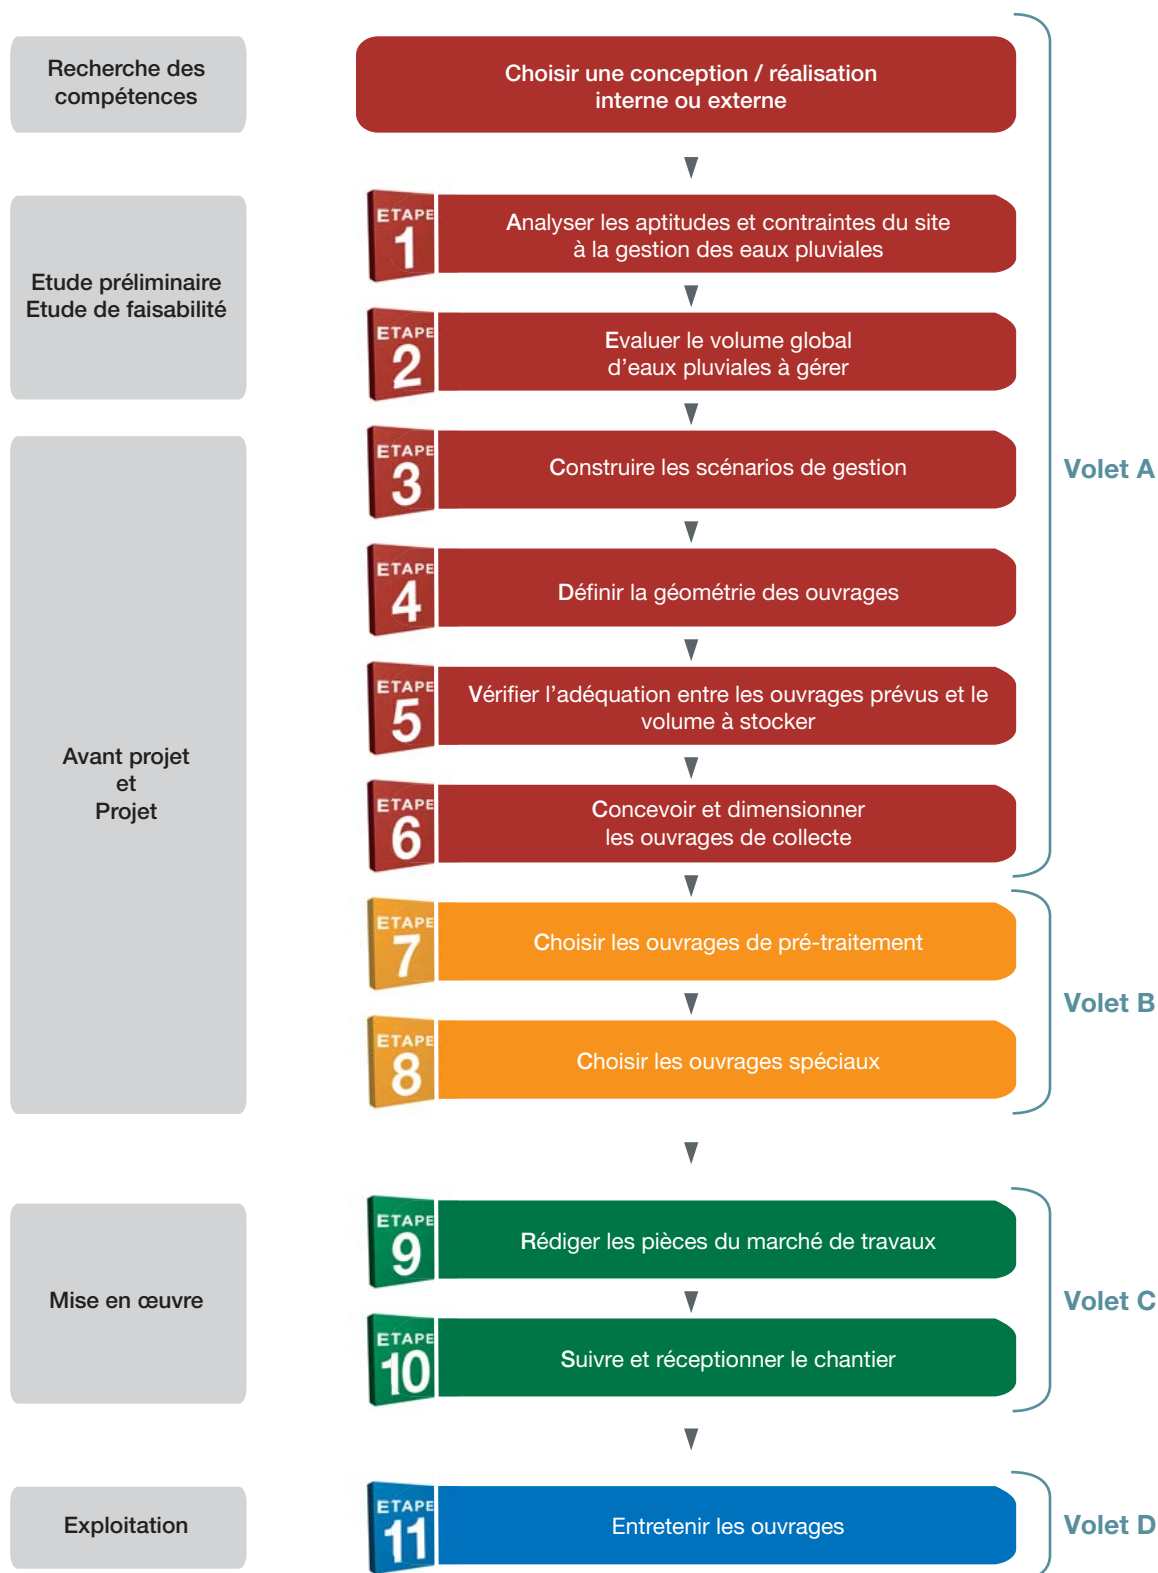 Recherche des
compétences
Choisir une conception / réalisation
interne ou externe
Etude préliminaire
Etude de faisabilité
ETAPE
1
Analyser les aptitudes et contraintes du site
à la gestion des eaux pluviales
ETAPE
2
Evaluer le volume global
d’eaux pluviales à gérer
Avant projet
et
Projet
ETAPE
3
Construire les scénarios de gestion
ETAPE
4
Définir la géométrie des ouvrages
ETAPE
5
Vérifier l’adéquation entre les ouvrages prévus et le
volume à stocker
ETAPE
6
Concevoir et dimensionner
les ouvrages de collecte
Volet A
ETAPE
7
Choisir les ouvrages de pré-traitement
ETAPE
8
Choisir les ouvrages spéciaux
Volet B
Mise en œuvre
ETAPE
9
Rédiger les pièces du marché de travaux
ETAPE
10
Suivre et réceptionner le chantier
Volet C
Exploitation
ETAPE
11
Entretenir les ouvrages
Volet D